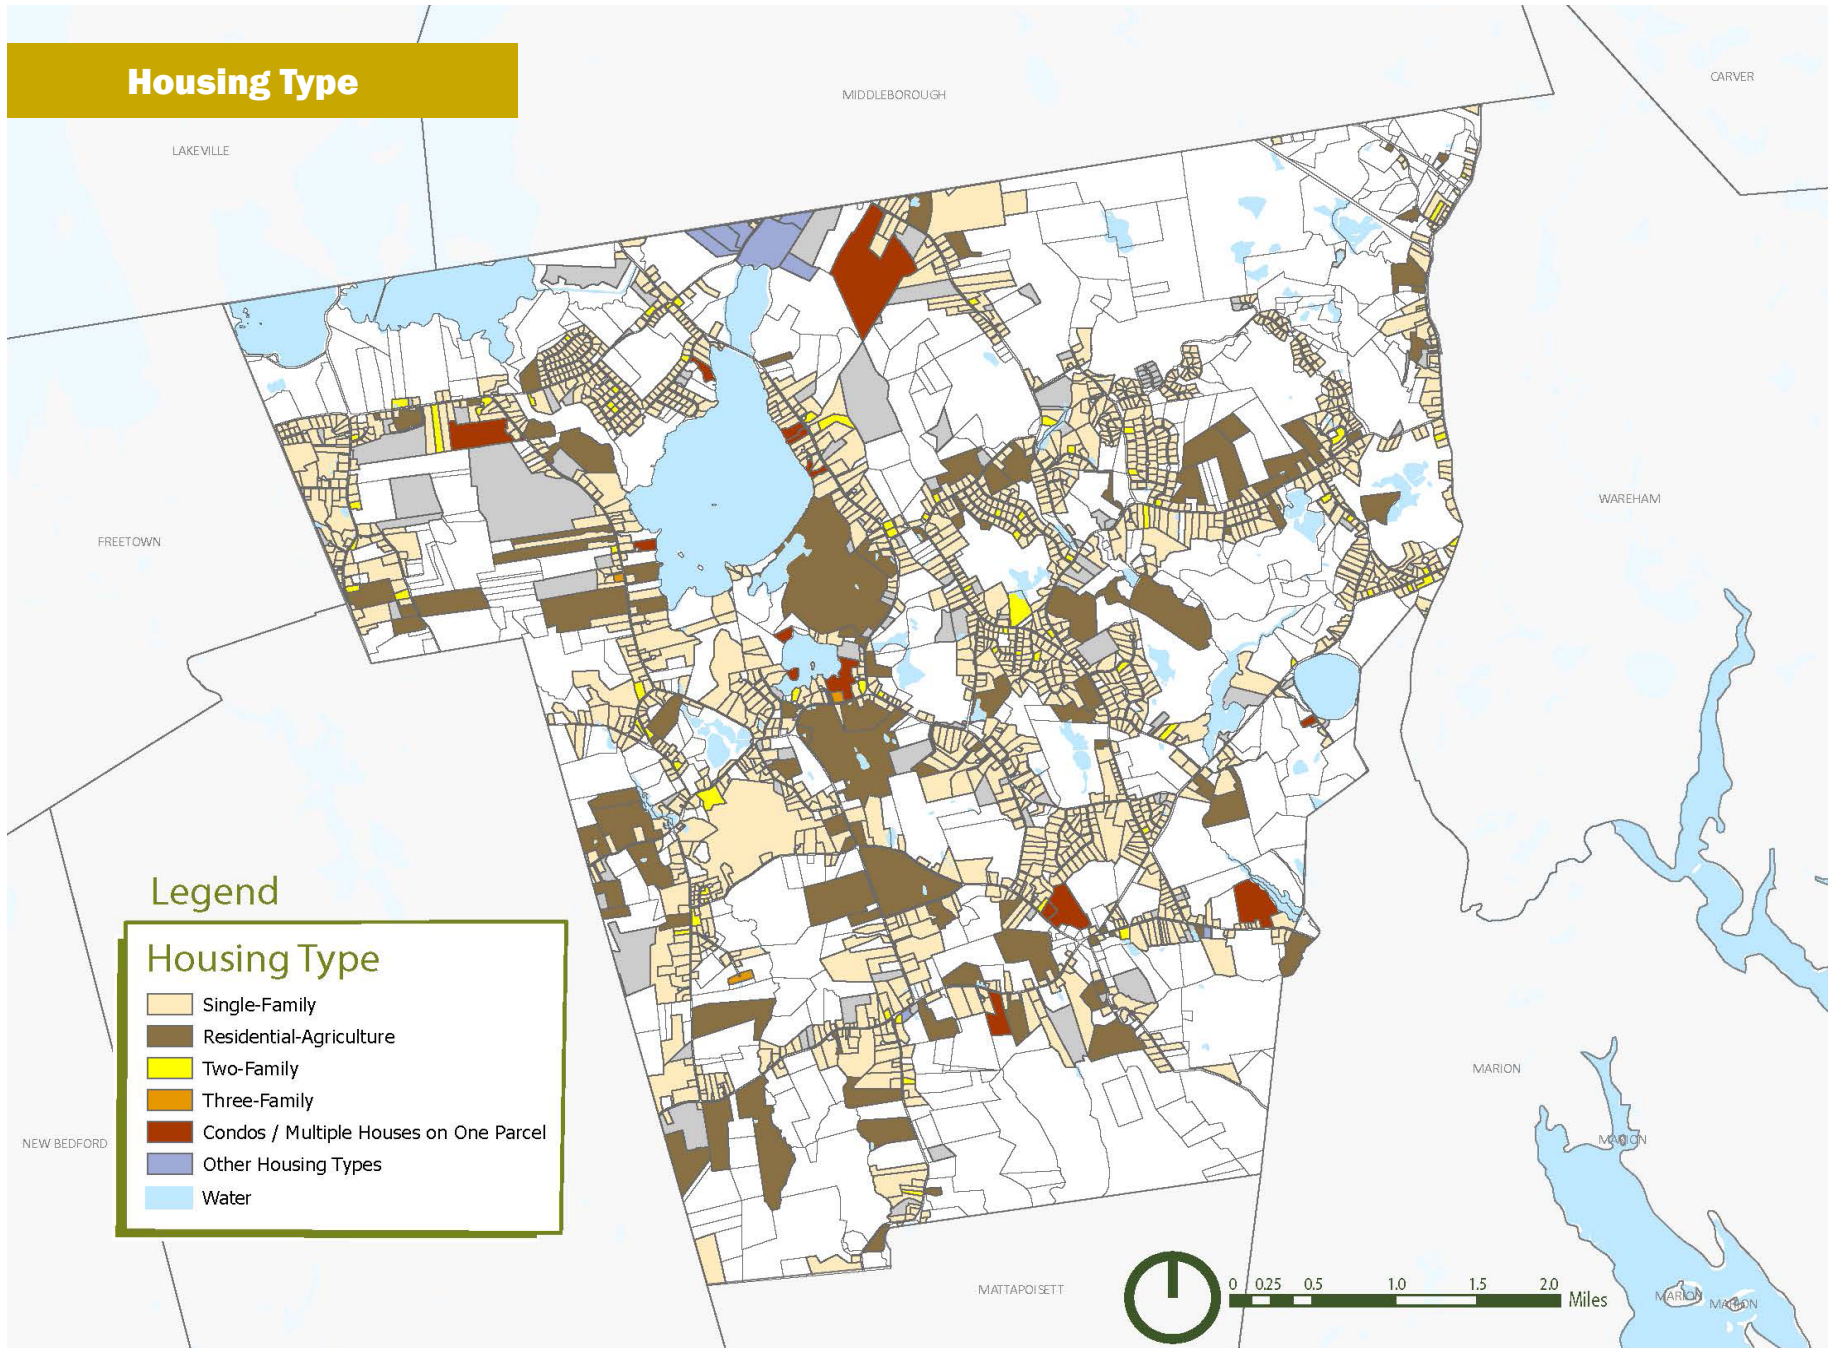 Housing Type
CARVER
MIDDLEBOROUGH
LAKEVILLE
WAREHAM
FREETOWN
Legend
Housing Type
Single-Family
Residential-Agriculture
Two-Family
Three-Family
Condos / Multiple Houses on One Parcel
Other Housing Types
Water
MARION
NEW BEDFORD
MARION
MATTAPOISETT
0 0.25 0.5 1.0 1.5 2.0
Miles
MARION
MARION